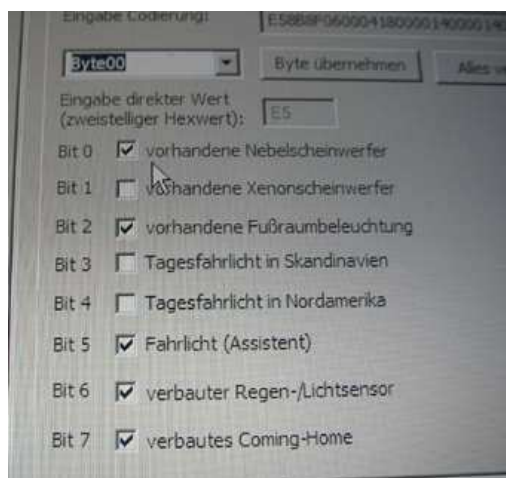 Eingabe Codierung:
Byte00 Byte übernehmen Alles
Eingabe direkter Wert
(zweistelliger Hexwert): E5
Bit 0 vorhandene Nebelscheinwerfer
Bit 1 vorhandene Xenonscheinwerfer
Bit 2 vorhandene Fußraumbeleuchtung
Bit 3 Tagesfahrlicht in Skandinavien
Bit 4 Tagesfahrlicht in Nordamerika
Bit 5 Fahrlicht (Assistent)
Bit 6 verbauter Regen-/Lichtsensor
Bit 7 verbautes Coming-Home